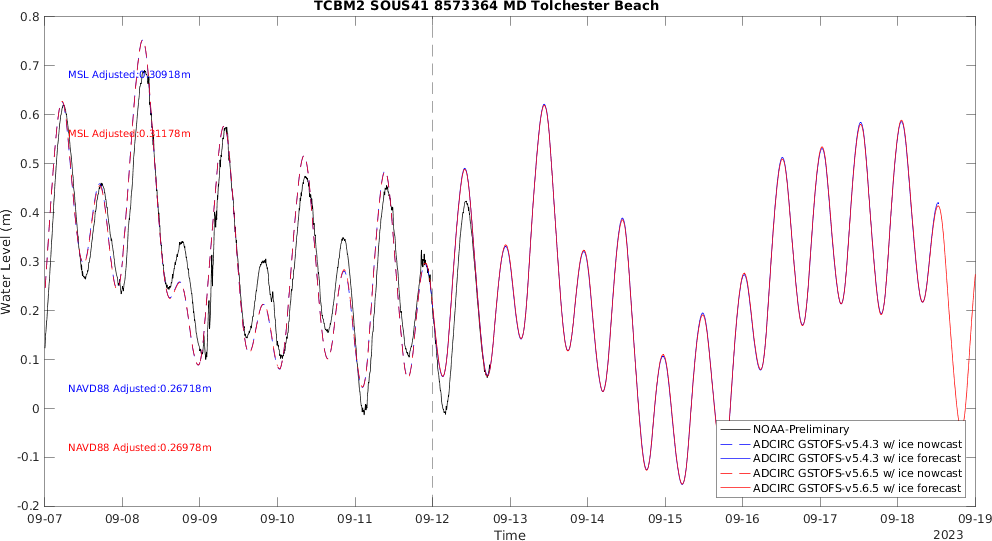 TCBM2 SOUS41 8573364 MD Tolchester Beach
Water Level (m)
0.8
0.7
0.6
0.5
0.4
0.3
0.2
0.1
0
-0.1
-0.2
MSL Adjusted:0.30918m
MSL Adjusted:0.31178m
NAVD88 Adjusted:0.26718m
NAVD88 Adjusted:0.26978m
NOAA-Preliminary
ADCIRC GSTOFS-v5.4.3 w/ ice nowcast
ADCIRC GSTOFS-v5.4.3 w/ ice forecast
ADCIRC GSTOFS-v5.6.5 w/ ice nowcast
ADCIRC GSTOFS-v5.6.5 w/ ice forecast
09-07 09-08 09-09 09-10 09-11 09-12 09-13 09-14 09-15 09-16 09-17 09-18 09-19
Time
2023